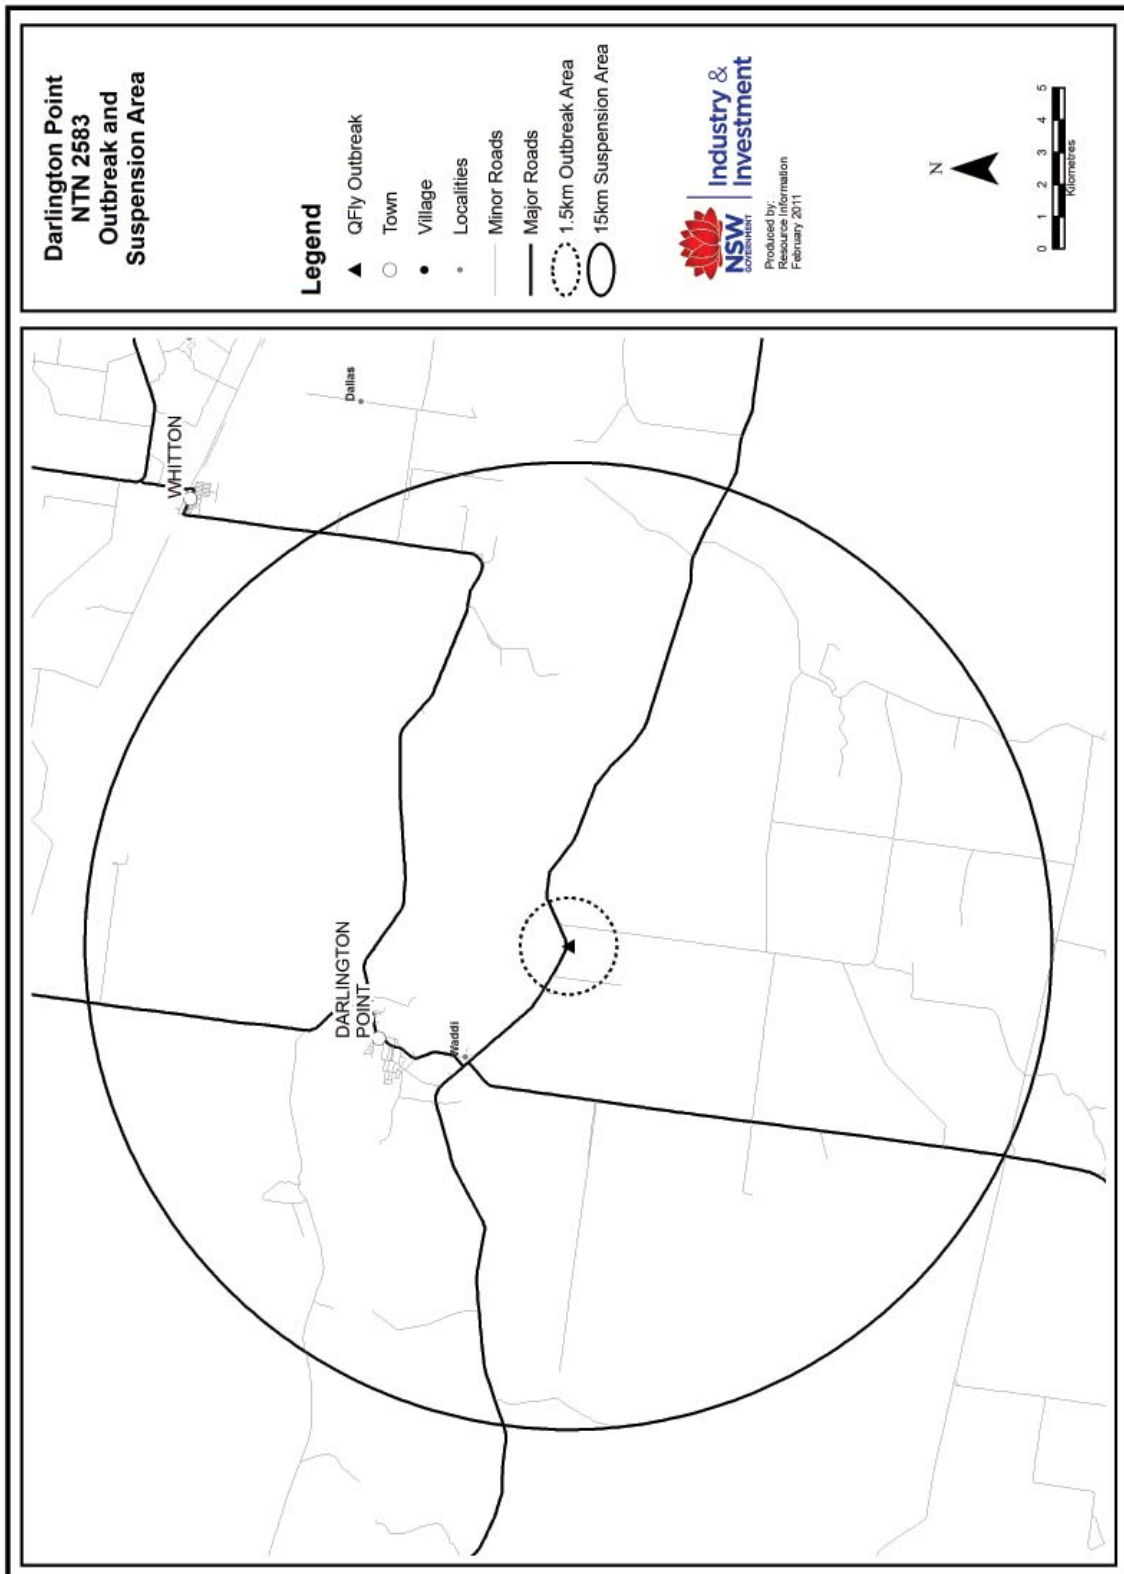 Darlington Point
NTN 2583
Outbreak and
Suspension Area
Legend
QFly Outbreak
Town
Village
Localities
Minor Roads
Major Roads
1.5km Outbreak Area
15km Suspension Area
NSW
GOVERNMENT
Industry &
Investment
Produced by:
Resource Information
February 2011
N
0 1 2 3 4 5
Kilometres
WHITTON
Dallas
DARLINGTON
POINT
Waddi